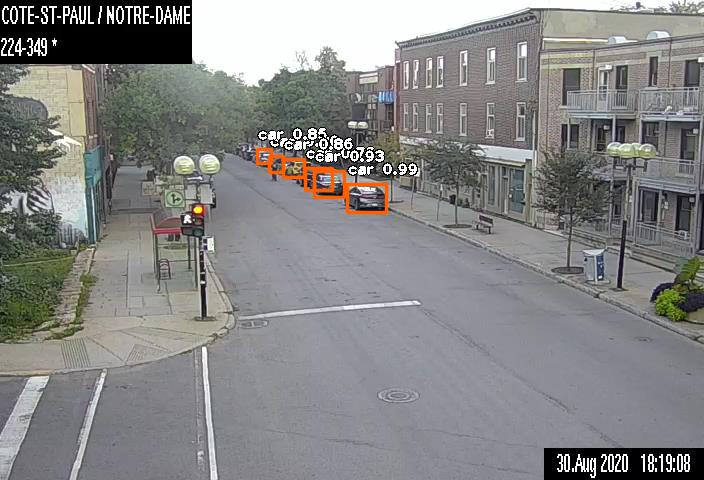 COTE-ST-PAUL / NOTRE-DAME
224-349 *
car 0.85
car 0.86
car 0.93
car 0.99
30.Aug 2020 18:19:08